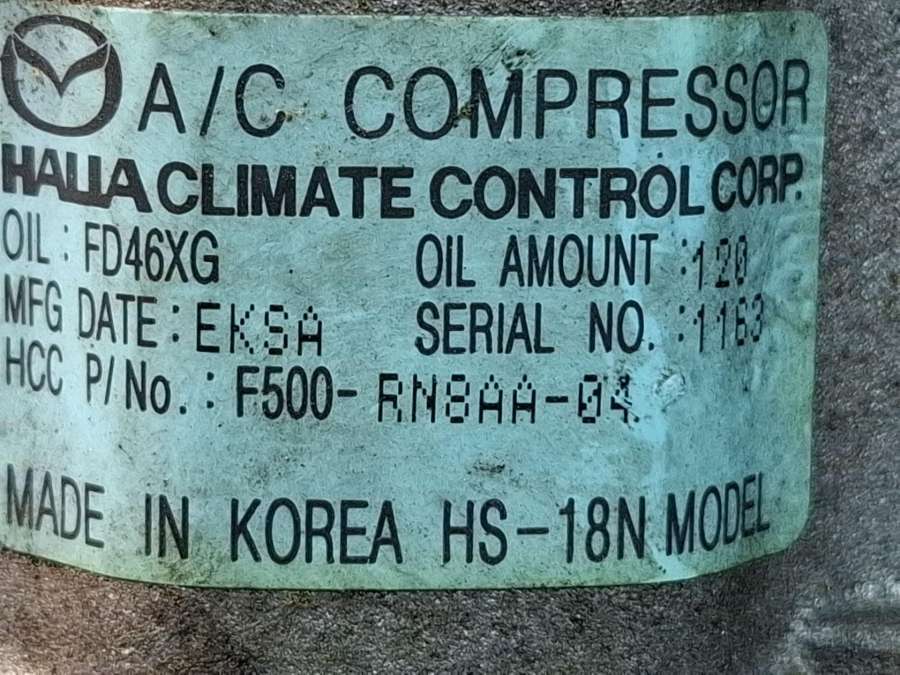 A/C COMPRESSOR
HALLA CLIMATE CONTROL CORP.
OIL : FD46XG OIL AMOUNT : 120
MFG DATE : EKSA SERIAL NO. : 1163
HCC P/No. : F500-RN8AA-04
MADE IN KOREA HS-18N MODEL